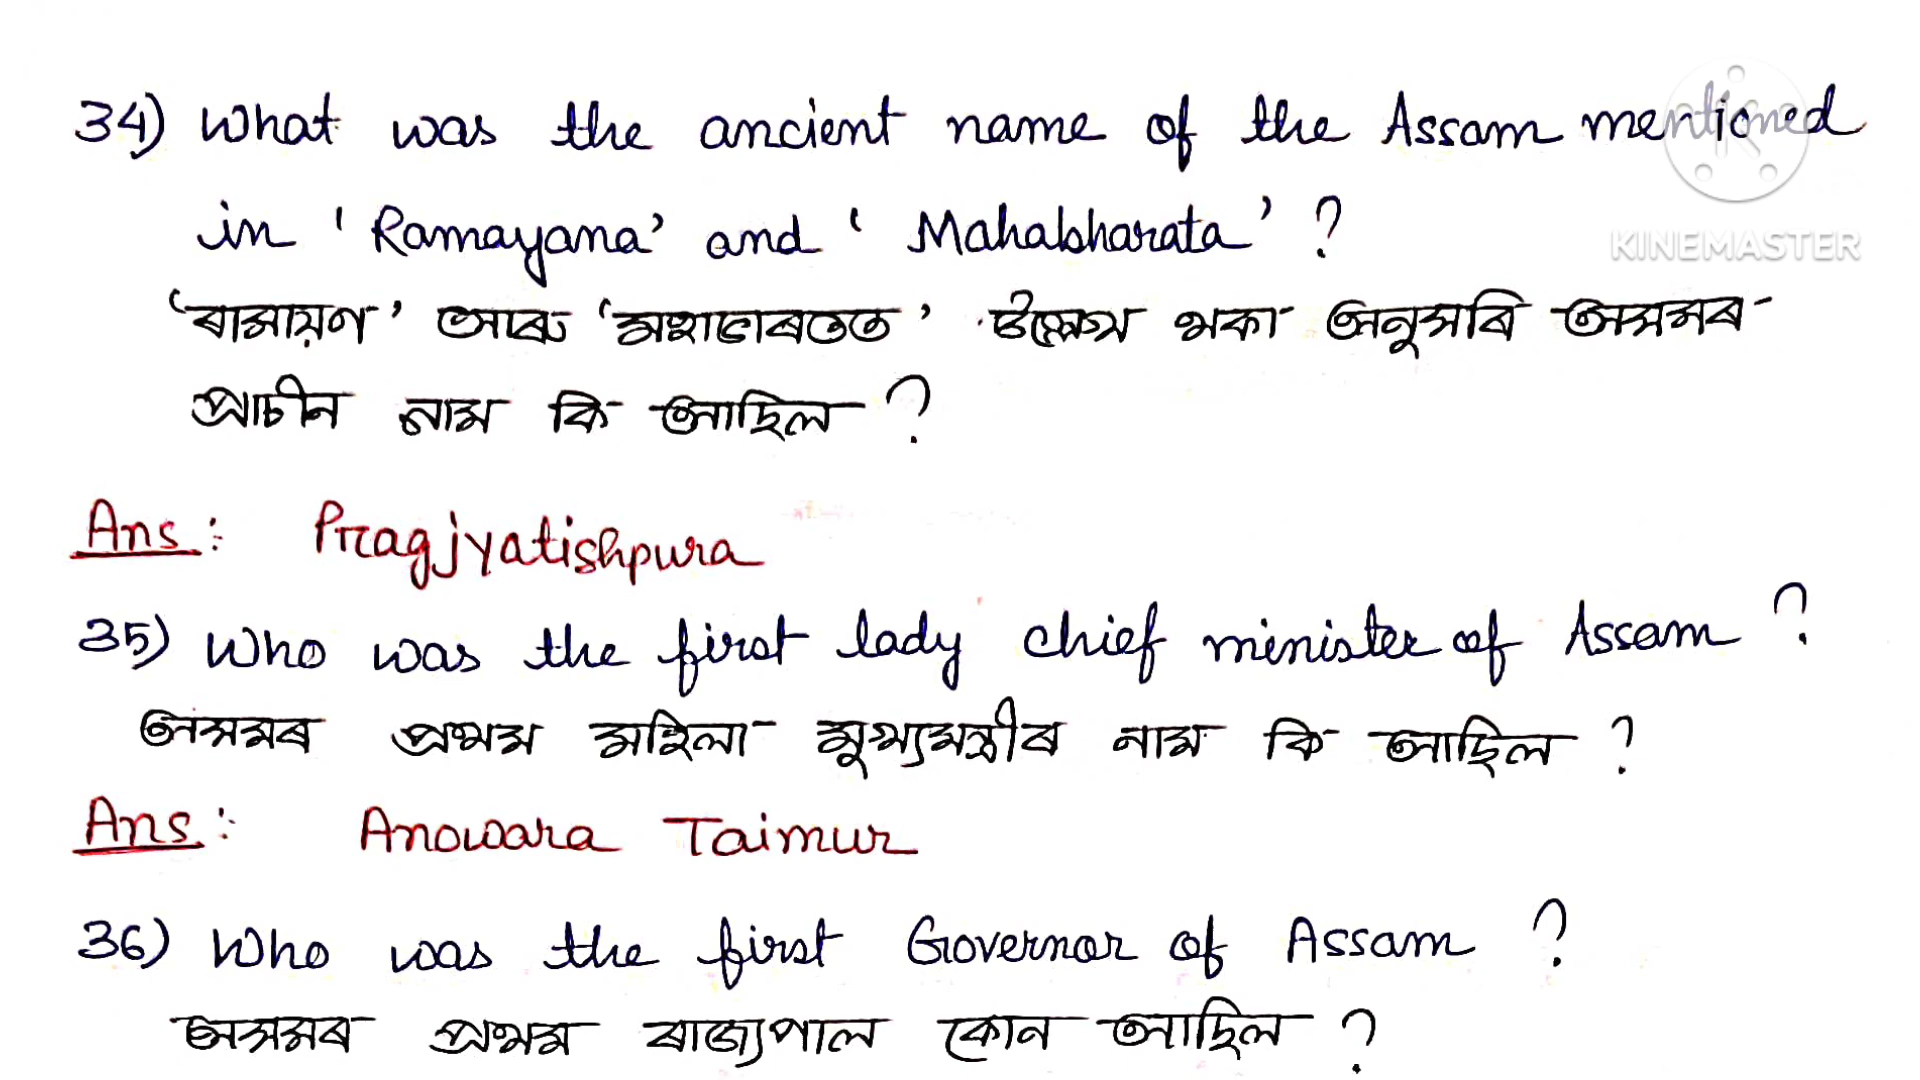 34) What was the ancient name of the Assam mentioned
in 'Ramayana' and 'Mahabharata' ?
'ৰামায়ণ' আৰু 'মহাভাৰতত' উল্লেখ থকা অনুসৰি অসমৰ
প্ৰাচীন নাম কি আছিল ?
Ans : Pragjyatishpura
35) Who was the first lady chief minister of Assam ?
অসমৰ প্ৰথম মহিলা মুখ্যমন্ত্ৰীৰ নাম কি আছিল ?
Ans : Anowara Taimur
36) Who was the first Governor of Assam ?
অসমৰ প্ৰথম ৰাজ্যপাল কোন আছিল ?
KINEMASTER